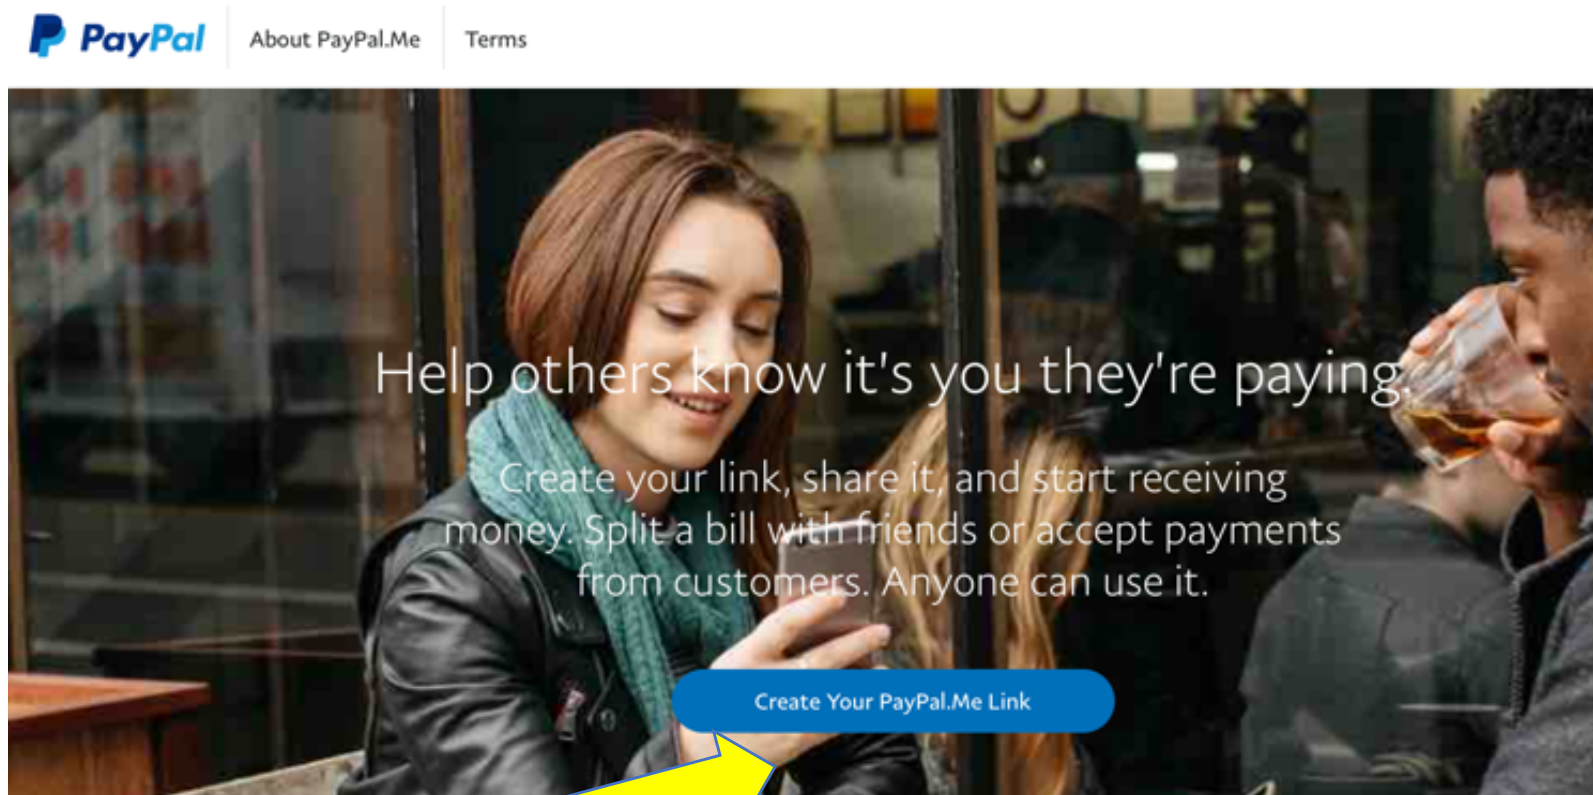 PayPal
About PayPal.Me
Terms
Help others know it's you they're paying.
Create your link, share it, and start receiving
money. Split a bill with friends or accept payments
from customers. Anyone can use it.
Create Your PayPal.Me Link